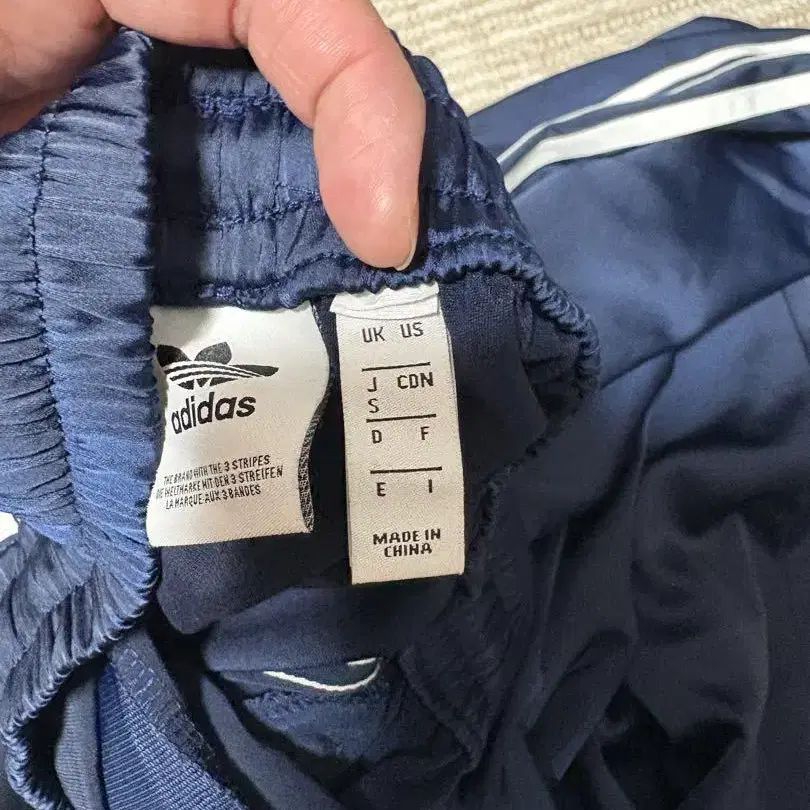 adidas
THE BRAND WITH THE 3 STRIPES
DIE WELTMARKE MIT DEN 3 STREIFEN
LA MARQUE AUX 3 BANDES
UK US
J CDN
S
D F
E I
MADE IN
CHINA